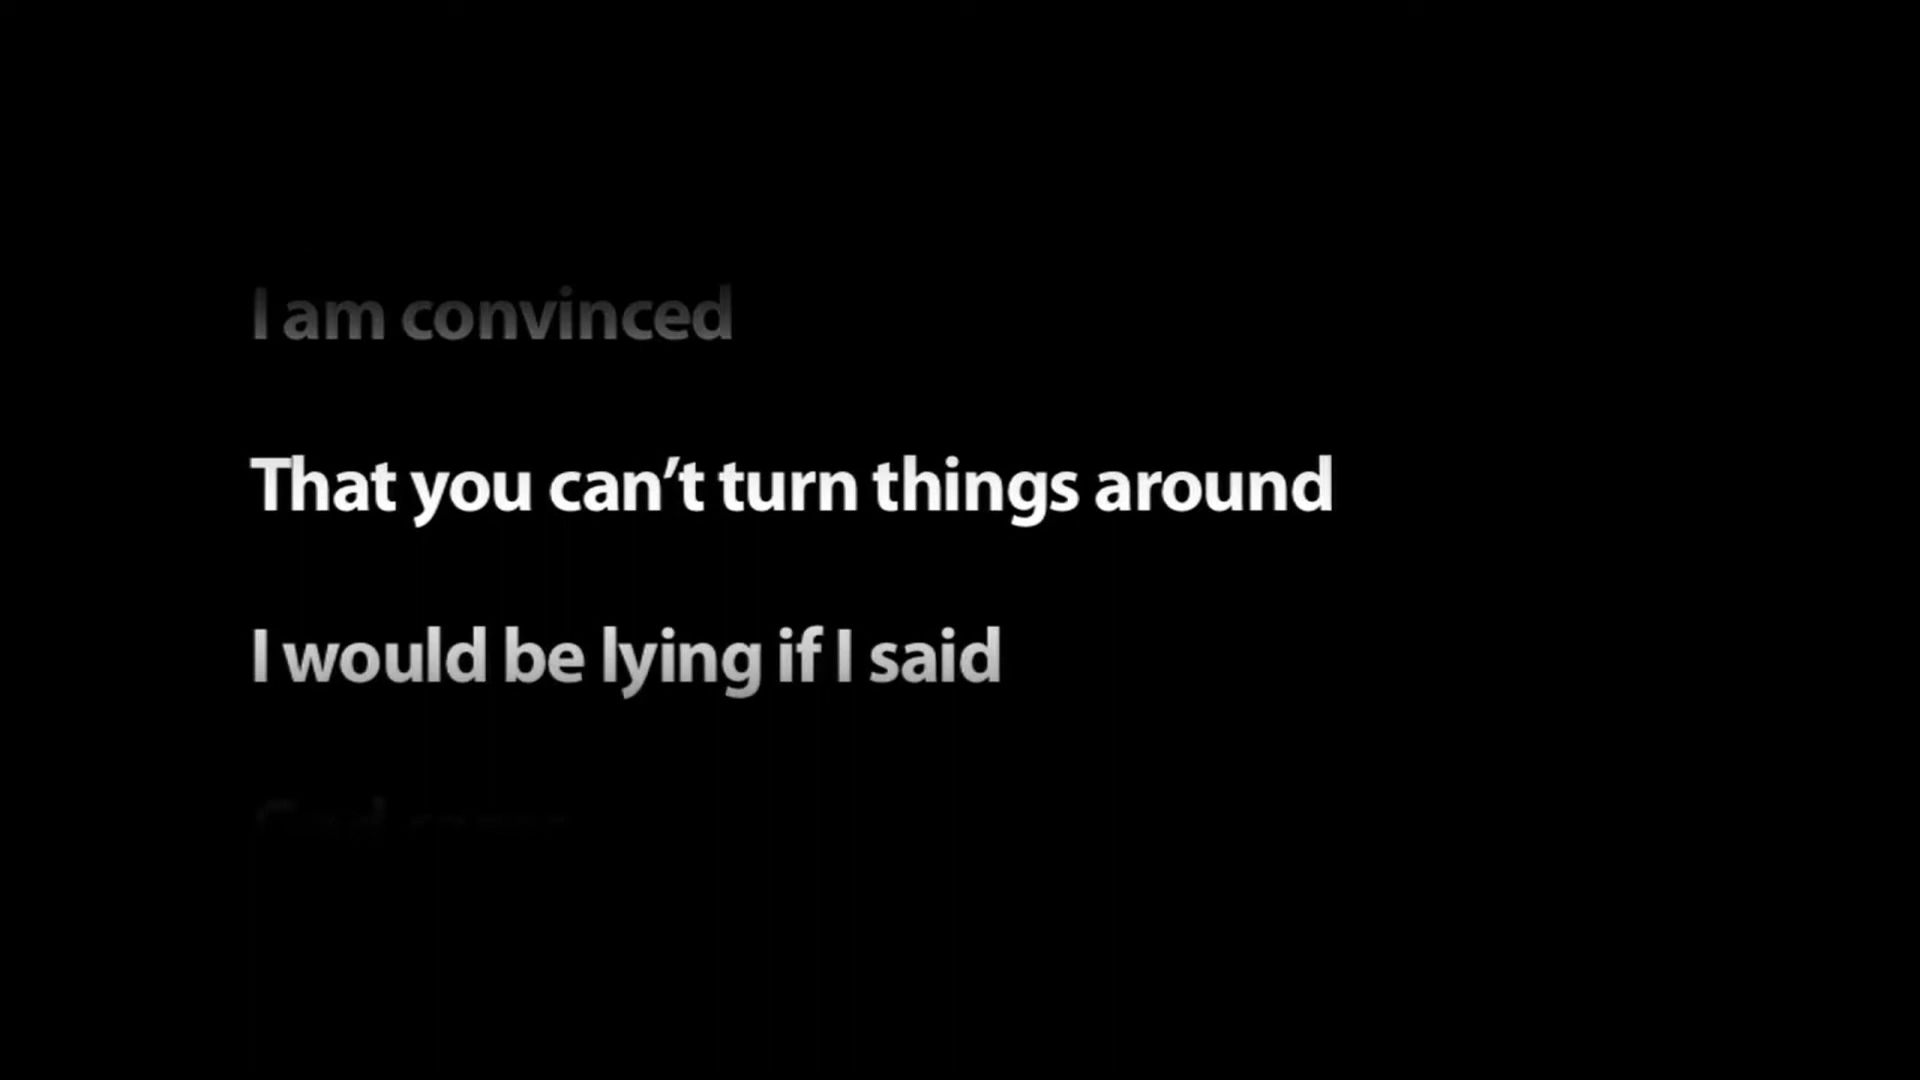 I am convinced
That you can't turn things around
I would be lying if I said